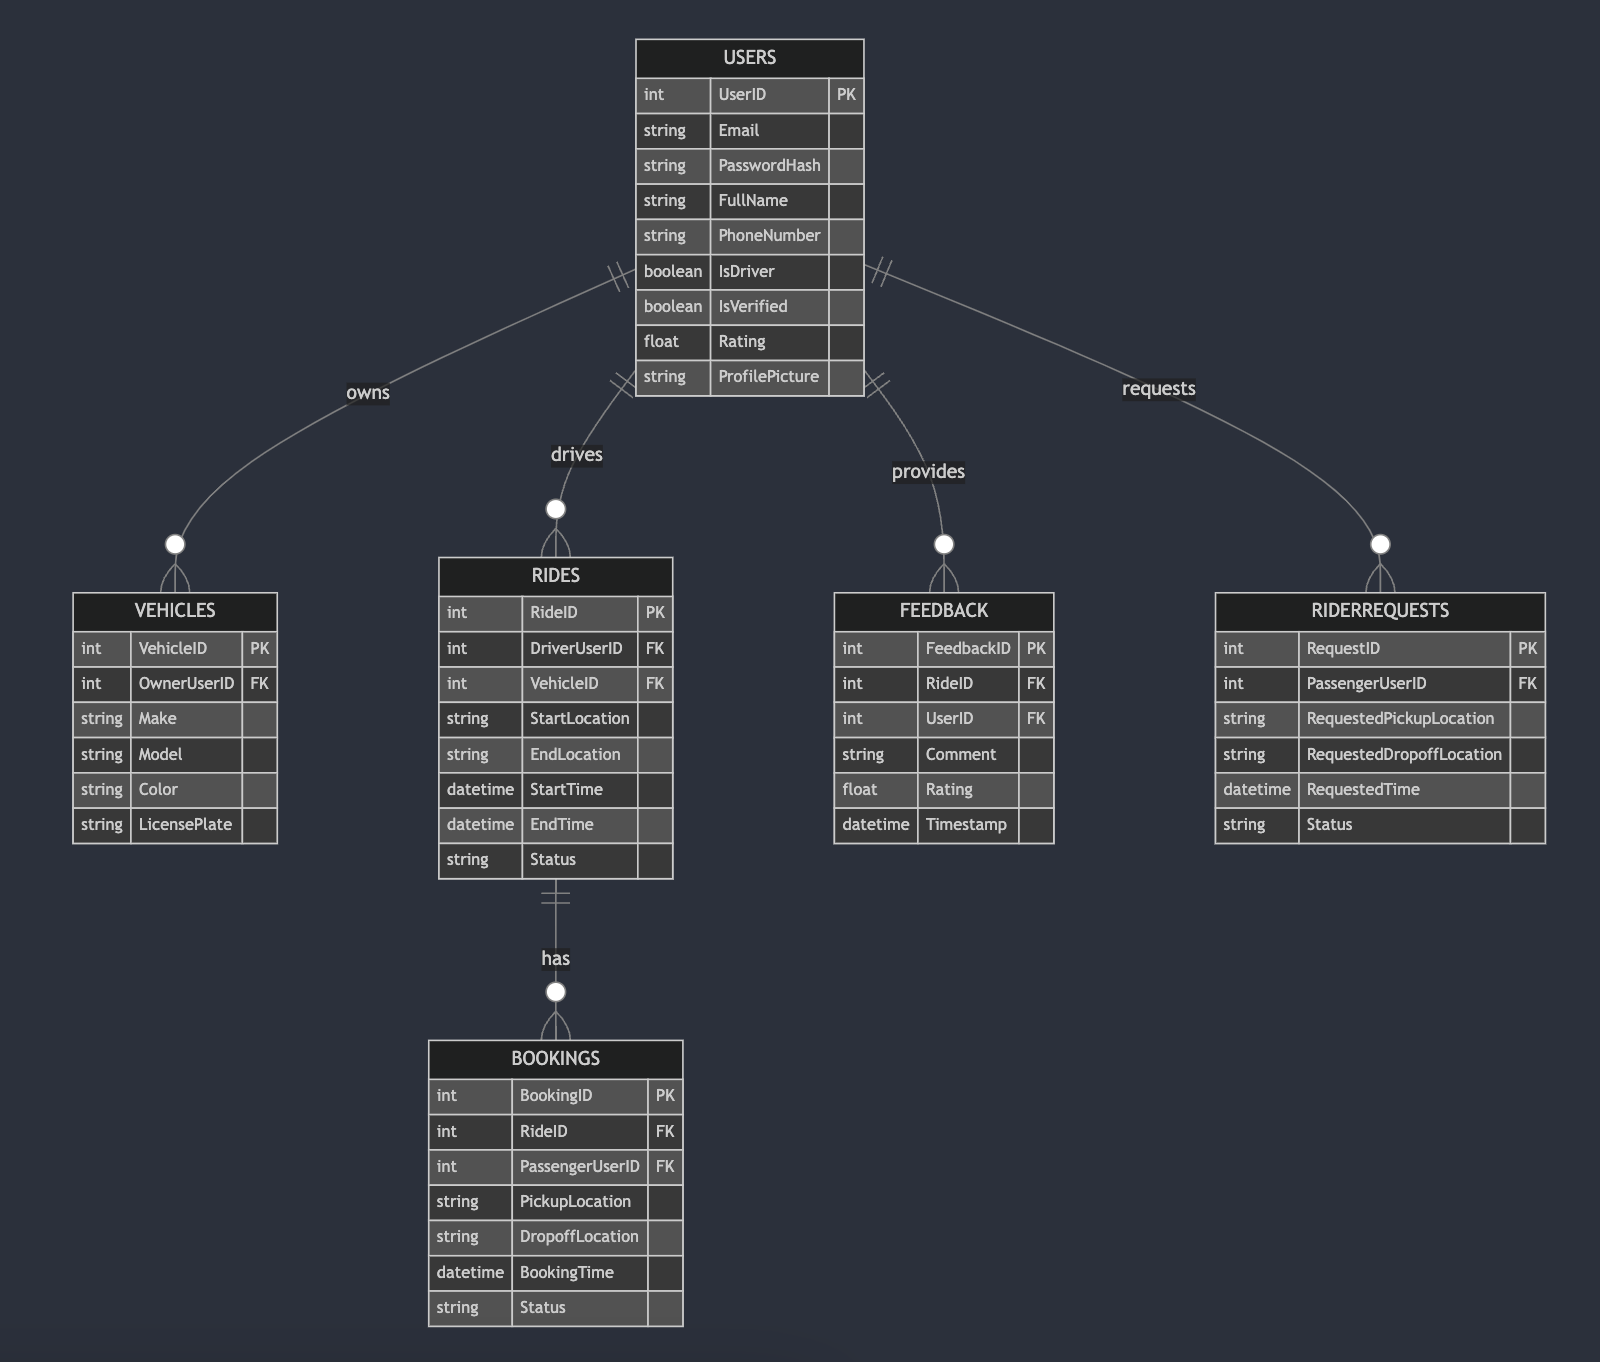 USERS
int UserID PK
string Email
string PasswordHash
string FullName
string PhoneNumber
boolean IsDriver
boolean IsVerified
float Rating
string ProfilePicture
owns
drives
provides
requests
VEHICLES
int VehicleID PK
int OwnerUserID FK
string Make
string Model
string Color
string LicensePlate
RIDES
int RideID PK
int DriverUserID FK
int VehicleID FK
string StartLocation
string EndLocation
datetime StartTime
datetime EndTime
string Status
FEEDBACK
int FeedbackID PK
int RideID FK
int UserID FK
string Comment
float Rating
datetime Timestamp
RIDERREQUESTS
int RequestID PK
int PassengerUserID FK
string RequestedPickupLocation
string RequestedDropoffLocation
datetime RequestedTime
string Status
has
BOOKINGS
int BookingID PK
int RideID FK
int PassengerUserID FK
string PickupLocation
string DropoffLocation
datetime BookingTime
string Status